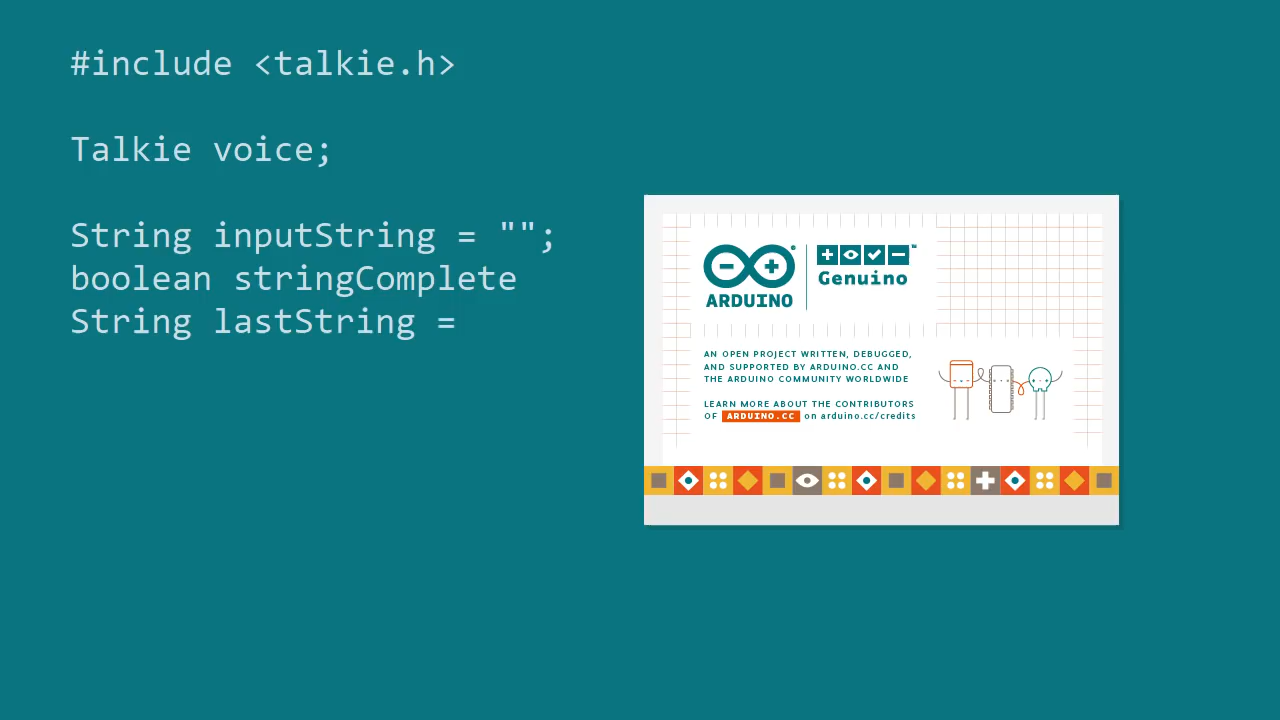 #include <talkie.h>
Talkie voice;
String inputString = "";
boolean stringComplete
String lastString =
ARDUINO
Genuino
™
AN OPEN PROJECT WRITTEN, DEBUGGED,
AND SUPPORTED BY ARDUINO.CC AND
THE ARDUINO COMMUNITY WORLDWIDE
LEARN MORE ABOUT THE CONTRIBUTORS
OF ARDUINO.CC on arduino.cc/credits